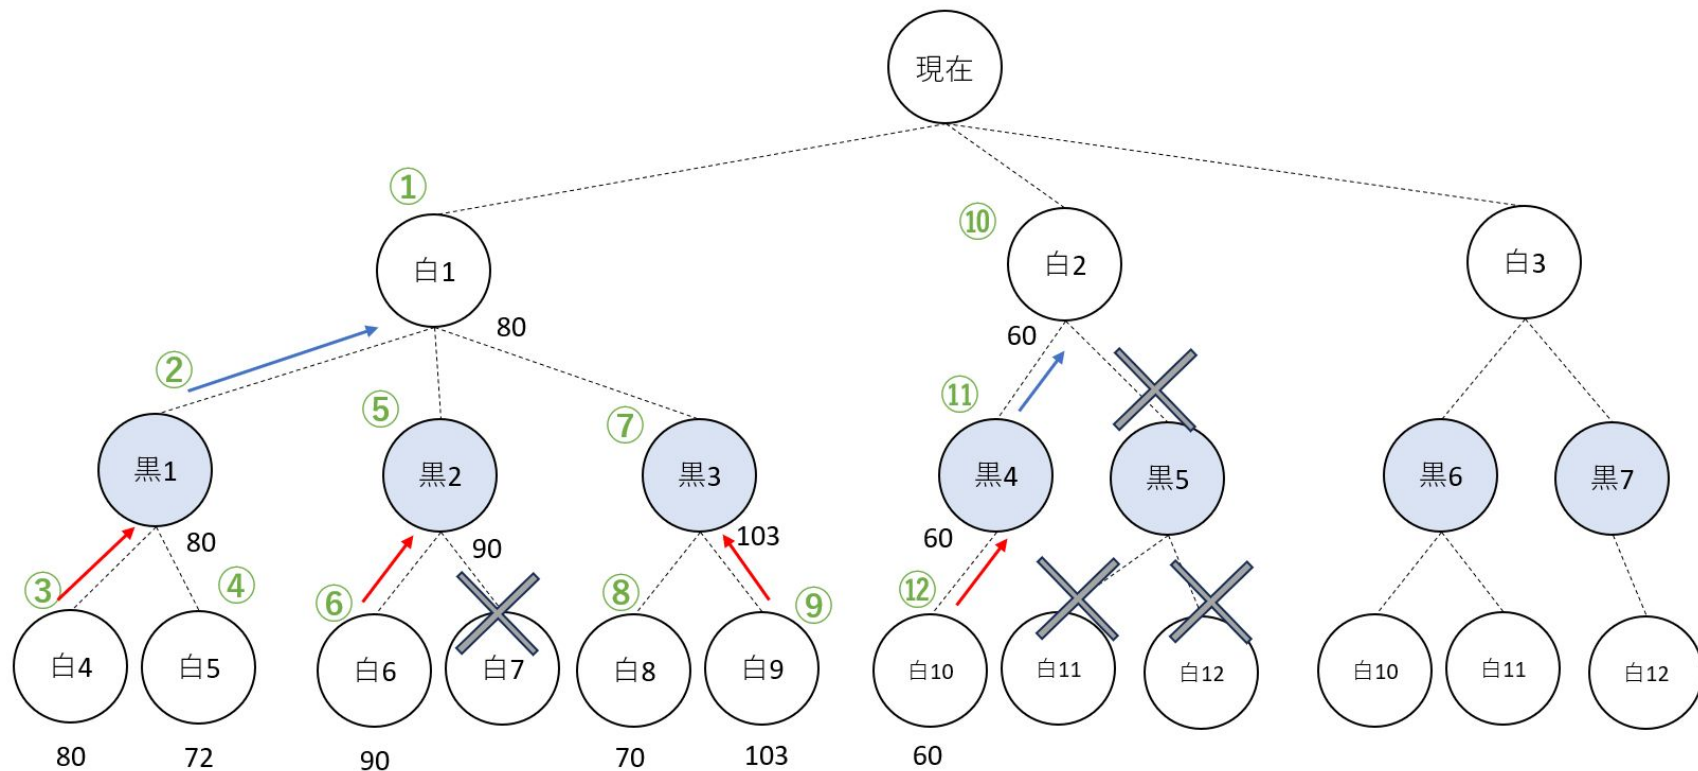 現在
①
⑩
白1
白2
白3
80
60
②
⑤
⑦
⑪
黒1
黒2
黒3
黒4
黒5
黒6
黒7
80
90
103
60
③
④
⑥
⑧
⑨
⑫
白4
白5
白6
白7
白8
白9
白10
白11
白12
白10
白11
白12
80
72
90
70
103
60